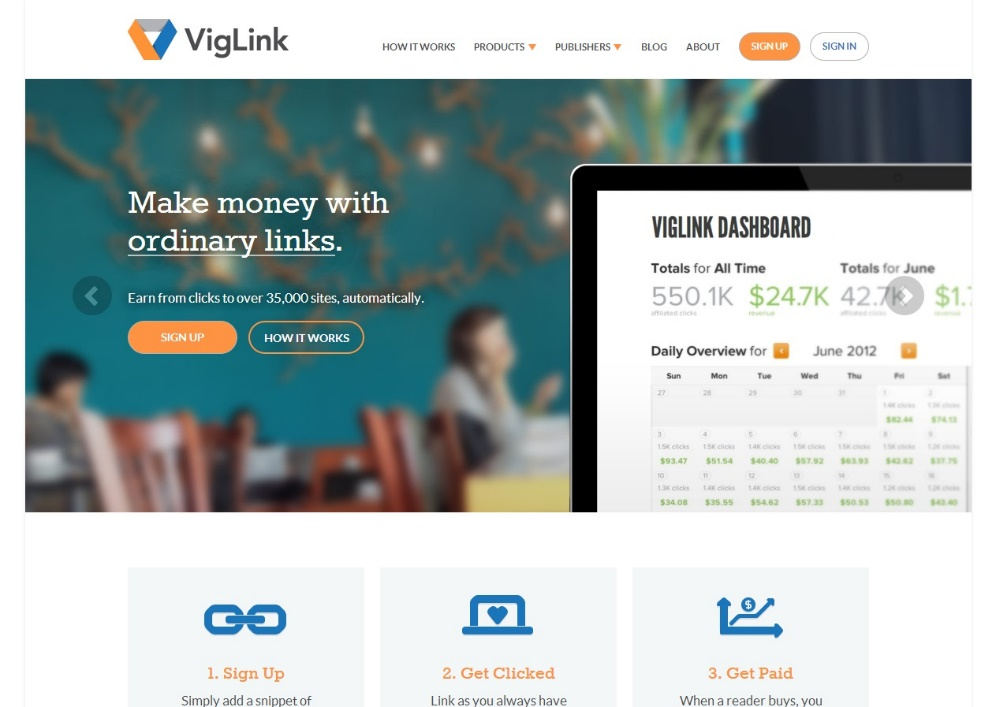 VigLink
HOW IT WORKS PRODUCTS PUBLISHERS BLOG ABOUT SIGN UP SIGN IN
Make money with
ordinary links.
Earn from clicks to over 35,000 sites, automatically.
SIGN UP HOW IT WORKS
VIGLINK DASHBOARD
Totals for All Time Totals for June
550.1K $24.7K 42.7K $1.7
affiliated clicks revenue affiliated clicks revenue
Daily Overview for June 2012
Sun Mon Tue Wed Thu Fri Sat
27 28 29 30 31 1 2
1.4K clicks 1.3K clicks
$82.44 $74.13
3 4 5 6 7 8 9
1.5K clicks 1.5K clicks 1.4K clicks 1.5K clicks 1.5K clicks 1.5K clicks 1.2K clicks
$93.47 $51.54 $40.40 $57.92 $63.93 $42.62 $37.75
10 11 12 13 14 15 16
1.3K clicks 1.4K clicks 1.4K clicks 1.5K clicks 1.4K clicks 1.2K clicks 1.2K clicks
$34.08 $35.55 $54.62 $57.33 $50.53 $50.80
1. Sign Up 2. Get Clicked 3. Get Paid
Simply add a snippet of Link as you always have When a reader buys, you